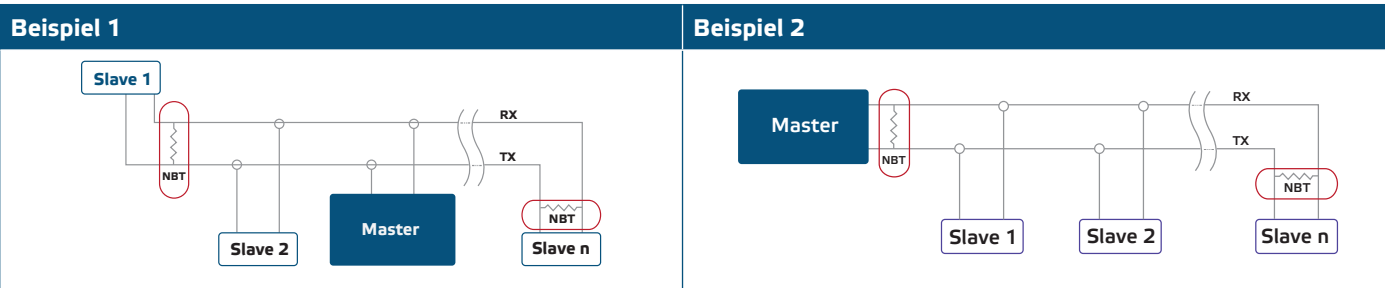 Beispiel 1
Slave 1
RX
TX
NBT
Master
NBT
Slave 2
Slave n
Beispiel 2
RX
Master
TX
NBT
NBT
Slave 1
Slave 2
Slave n